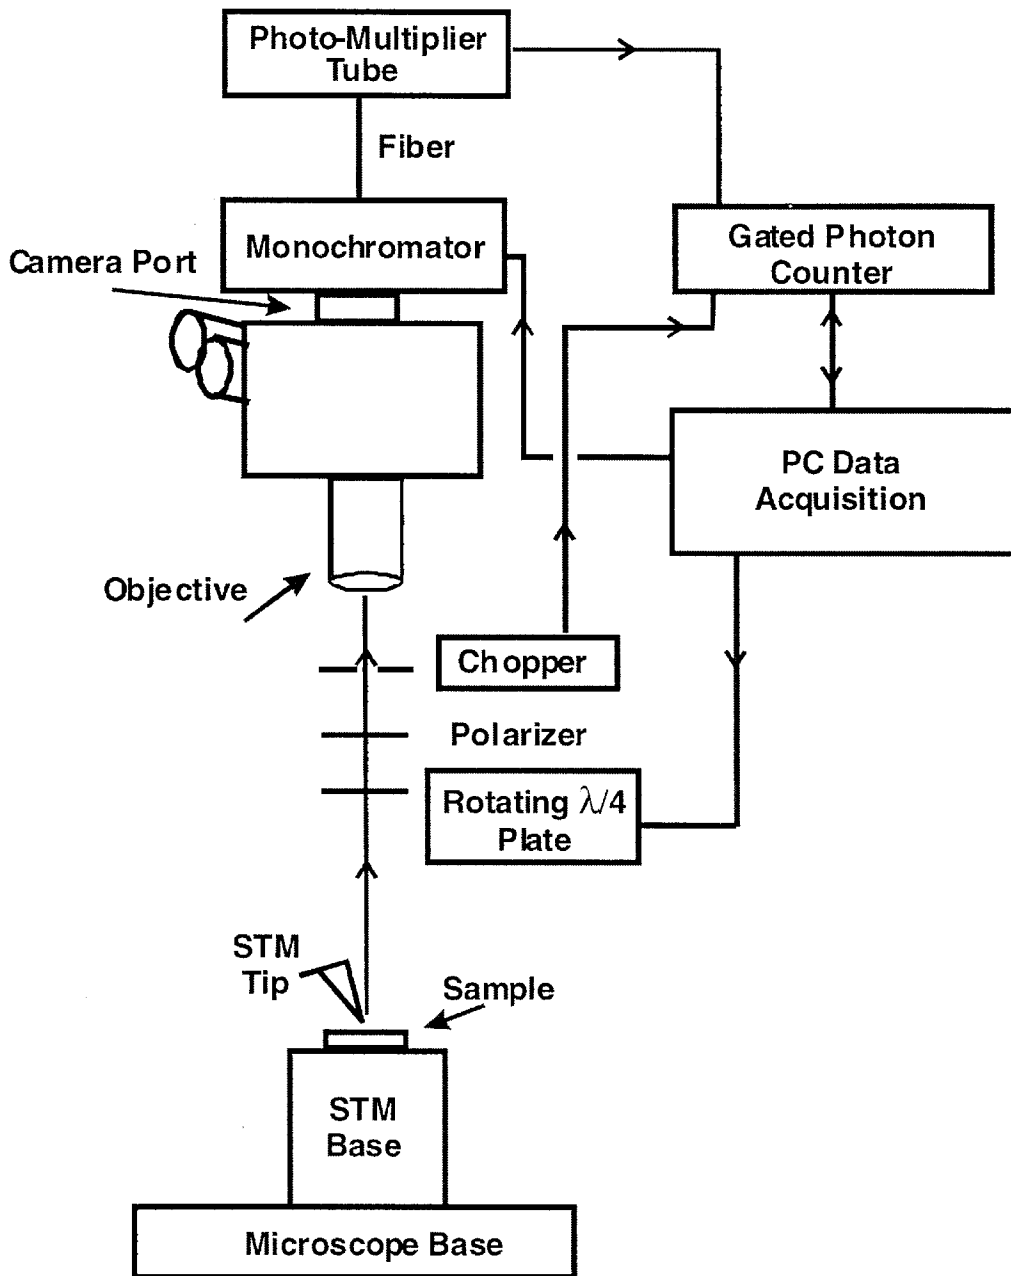 Photo-Multiplier
Tube
Fiber
Monochromator
Camera Port
Gated Photon
Counter
PC Data
Acquisition
Objective
Chopper
Polarizer
Rotating λ/4
Plate
STM
Tip
Sample
STM
Base
Microscope Base